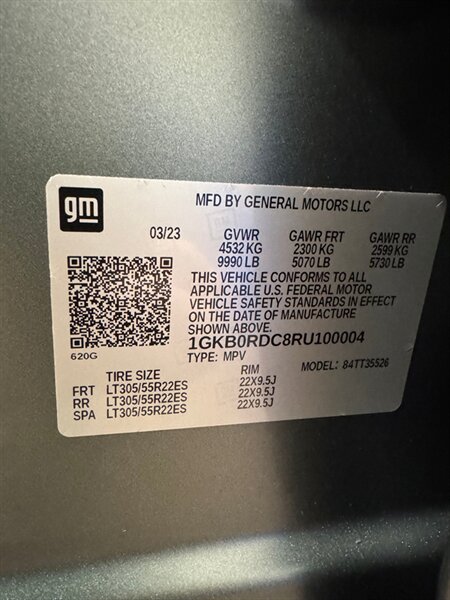 gm
MFD BY GENERAL MOTORS LLC
03/23 GVWR GAWR FRT GAWR RR
4532 KG 2300 KG 2599 KG
9990 LB 5070 LB 5730 LB
THIS VEHICLE CONFORMS TO ALL
APPLICABLE U.S. FEDERAL MOTOR
VEHICLE SAFETY STANDARDS IN EFFECT
ON THE DATE OF MANUFACTURE
SHOWN ABOVE.
1GKB0RDC8RU100004
620G TYPE: MPV MODEL: 84TT35526
TIRE SIZE RIM
FRT LT305/55R22ES 22X9.5J
RR LT305/55R22ES 22X9.5J
SPA LT305/55R22ES 22X9.5J